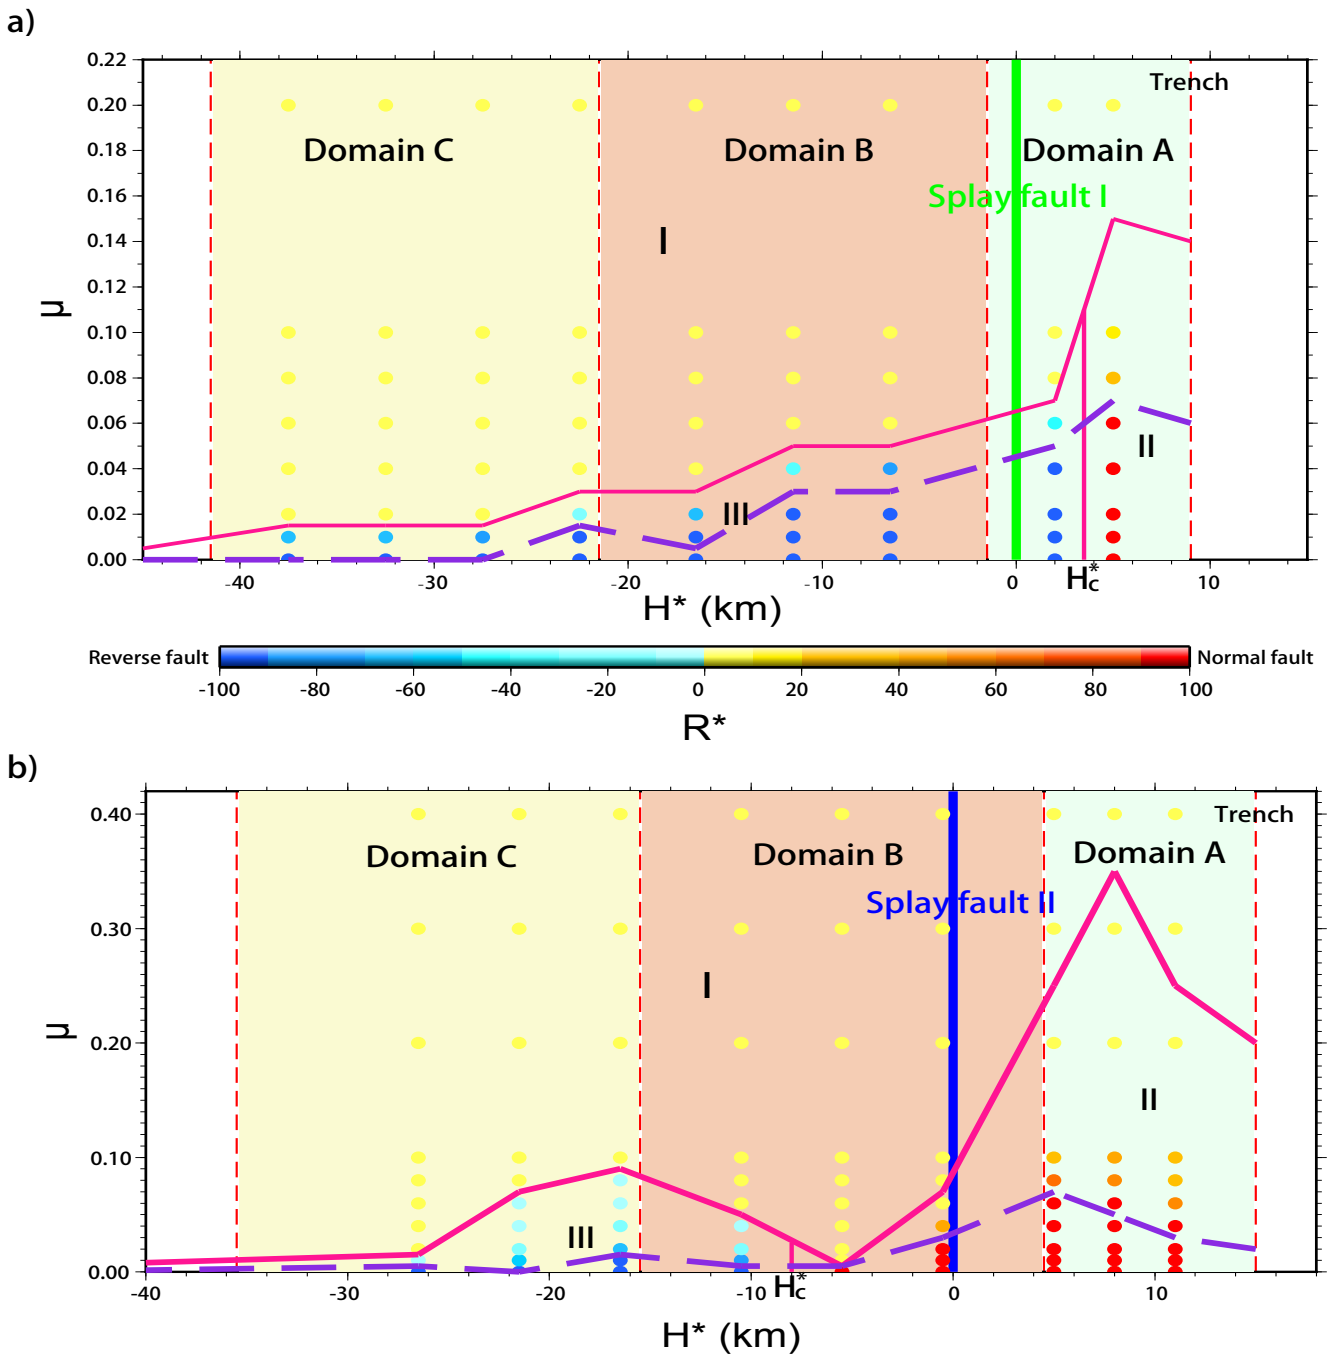 a)
0.22
0.20
0.18
0.16
0.14
0.12
0.10
0.08
0.06
0.04
0.02
0.00
μ
Trench
Domain C
Domain B
Domain A
Splay fault I
I
II
III
-40
-30
-20
-10
0
10
H*c
H* (km)
Reverse fault
Normal fault
-100
-80
-60
-40
-20
0
20
40
60
80
100
R*
b)
0.40
0.30
0.20
0.10
0.00
μ
Trench
Domain C
Domain B
Domain A
Splay fault II
I
II
III
-40
-30
-20
-10
0
10
H*c
H* (km)